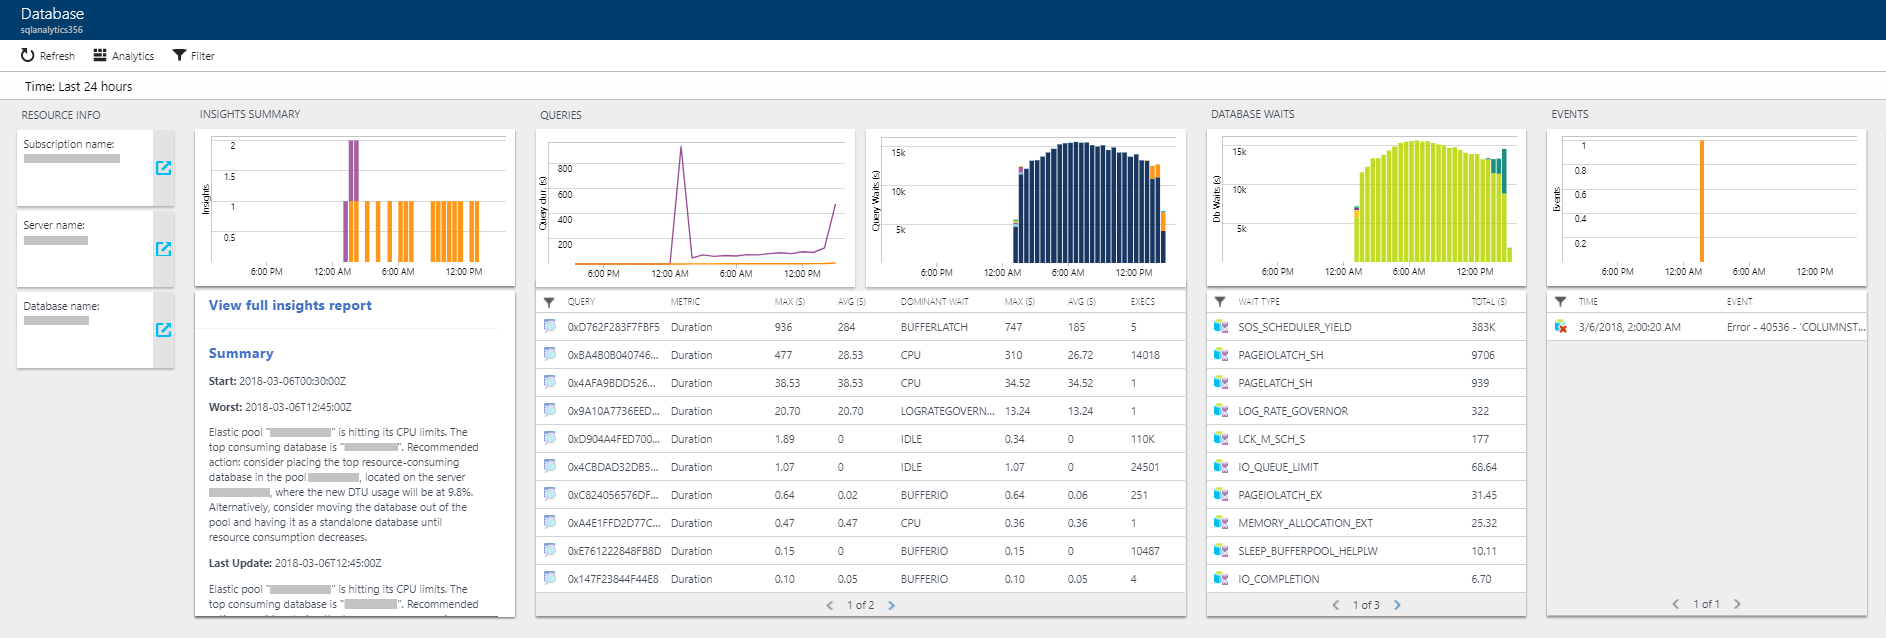 Database
sqlanalytics356
Refresh
Analytics
Filter
Time: Last 24 hours
RESOURCE INFO
Subscription name:
Server name:
Database name:
INSIGHTS SUMMARY
Insights
2
1.5
1
0.5
6:00 PM 12:00 AM 6:00 AM 12:00 PM
View full insights report
Summary
Start: 2018-03-06T00:30:00Z
Worst: 2018-03-06T12:45:00Z
Elastic pool "" is hitting its CPU limits. The
top consuming database is "". Recommended
action: consider placing the top resource-consuming
database in the pool , located on the server
, where the new DTU usage will be at 9.8%.
Alternatively, consider moving the database out of the
pool and having it as a standalone database until
resource consumption decreases.
Last Update: 2018-03-06T12:45:00Z
Elastic pool "" is hitting its CPU limits. The
top consuming database is "". Recommended
QUERIES
Query dur. (s)
800
600
400
200
6:00 PM 12:00 AM 6:00 AM 12:00 PM
Query Waits (s)
15k
10k
5k
6:00 PM 12:00 AM 6:00 AM 12:00 PM
QUERY METRIC MAX (S) AVG (S) DOMINANT WAIT MAX (S) AVG (S) EXECS
0xD762F283F7FBF5 Duration 936 284 BUFFERLATCH 747 185 5
0xBA4B0B040746... Duration 477 28.53 CPU 310 26.72 14018
0x4AFA9BDD526... Duration 38.53 38.53 CPU 34.52 34.52 1
0x9A10A7736EED... Duration 20.70 20.70 LOGRATEGOVERN... 13.24 13.24 1
0xD904A4FED700... Duration 1.89 0 IDLE 0.34 0 110K
0x4CBDAD32DB5... Duration 1.07 0 IDLE 1.07 0 24501
0xC824056576DF... Duration 0.64 0.02 BUFFERIO 0.64 0.06 251
0xA4E1FFD2D77C... Duration 0.47 0.47 CPU 0.36 0.36 1
0xE761222848FB8D Duration 0.15 0 BUFFERIO 0.15 0 10487
0x147F23844F44E8 Duration 0.10 0.05 BUFFERIO 0.10 0.05 4
1 of 2
DATABASE WAITS
Db Waits (s)
15k
10k
5k
6:00 PM 12:00 AM 6:00 AM 12:00 PM
WAIT TYPE TOTAL (S)
SOS_SCHEDULER_YIELD 383K
PAGEIOLATCH_SH 9706
PAGELATCH_SH 939
LOG_RATE_GOVERNOR 322
LCK_M_SCH_S 177
IO_QUEUE_LIMIT 68.64
PAGEIOLATCH_EX 31.45
MEMORY_ALLOCATION_EXT 25.32
SLEEP_BUFFERPOOL_HELPLW 10.11
IO_COMPLETION 6.70
1 of 3
EVENTS
Events
1
0.8
0.6
0.4
0.2
6:00 PM 12:00 AM 6:00 AM 12:00 PM
TIME EVENT
3/6/2018, 2:00:20 AM Error - 40536 - 'COLUMNST...
1 of 1